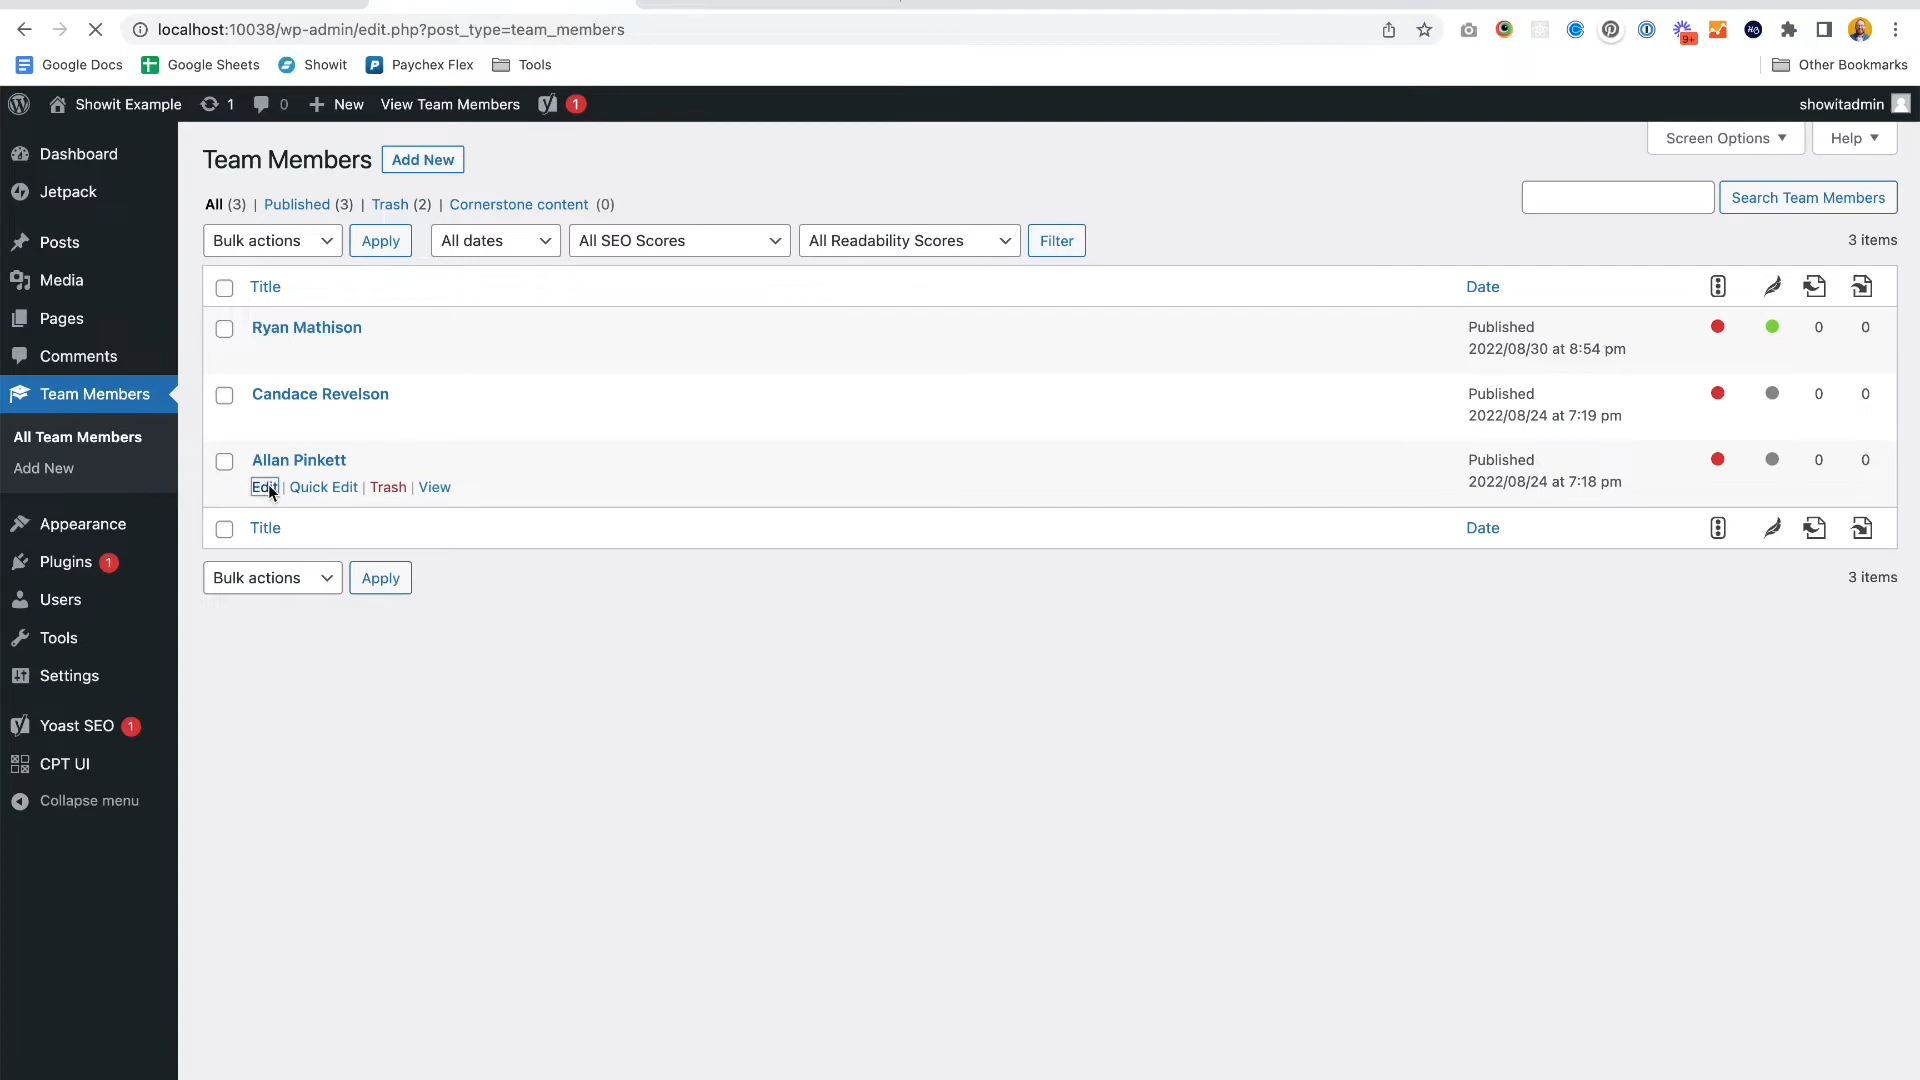 localhost:10038/wp-admin/edit.php?post_type=team_members
9+
Google Docs Google Sheets Showit Paychex Flex Tools Other Bookmarks
Showit Example 1 0 New View Team Members 1 showitadmin
Screen Options Help
Dashboard
Jetpack
Posts
Media
Pages
Comments
Team Members
All Team Members
Add New
Appearance
Plugins 1
Users
Tools
Settings
Yoast SEO 1
CPT UI
Collapse menu
Team Members Add New
All (3) | Published (3) | Trash (2) | Cornerstone content (0)
Search Team Members
Bulk actions Apply All dates All SEO Scores All Readability Scores Filter 3 items
Title Date
Ryan Mathison Published 0 0
2022/08/30 at 8:54 pm
Candace Revelson Published 0 0
2022/08/24 at 7:19 pm
Allan Pinkett Published 0 0
Edit | Quick Edit | Trash | View 2022/08/24 at 7:18 pm
Title Date
Bulk actions Apply 3 items